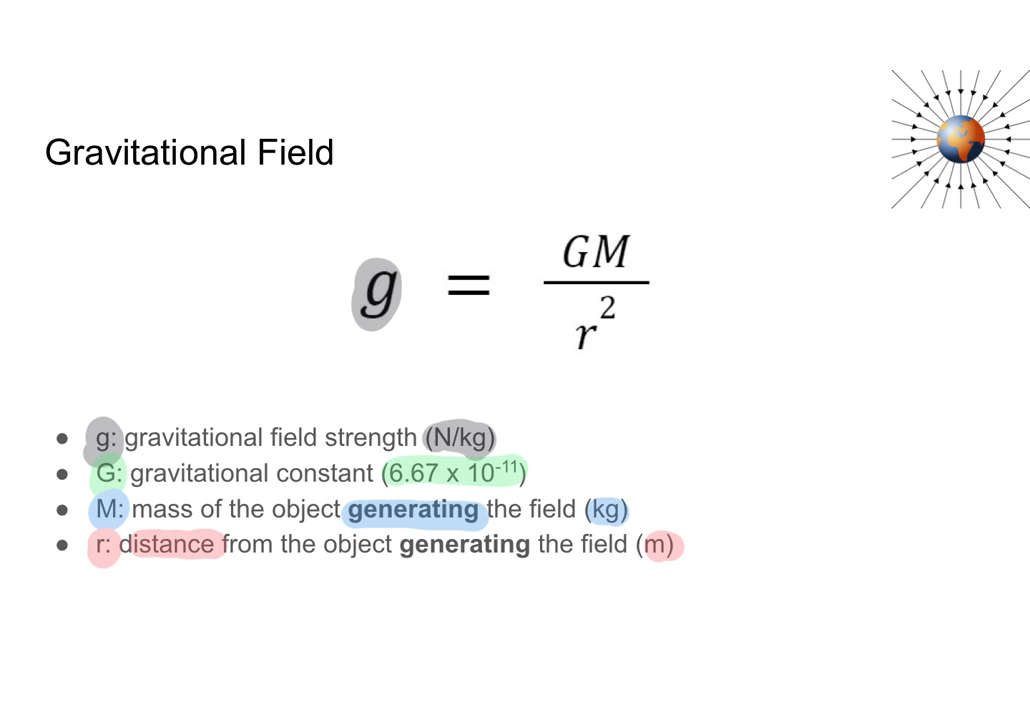 Gravitational Field
g = GM
r²
● g: gravitational field strength (N/kg)
● G: gravitational constant (6.67 x 10⁻¹¹)
● M: mass of the object generating the field (kg)
● r: distance from the object generating the field (m)